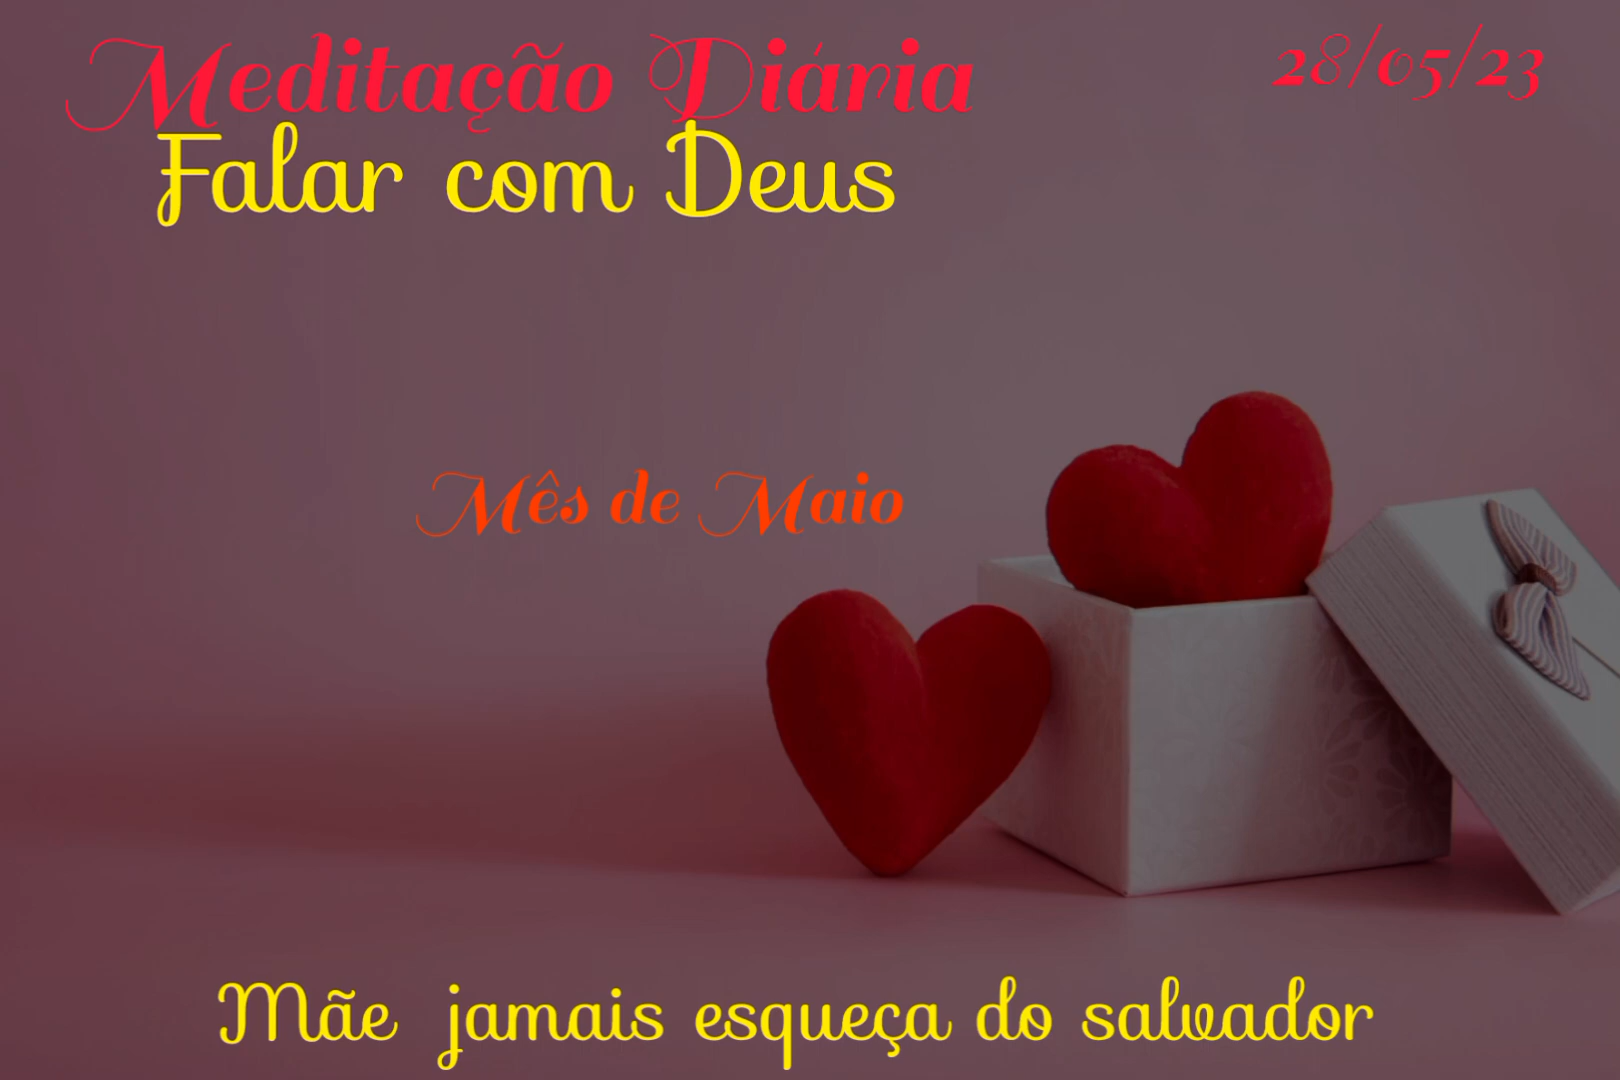 Meditação Diária
28/05/23
Falar com Deus
Mês de Maio
Mãe jamais esqueça do salvador